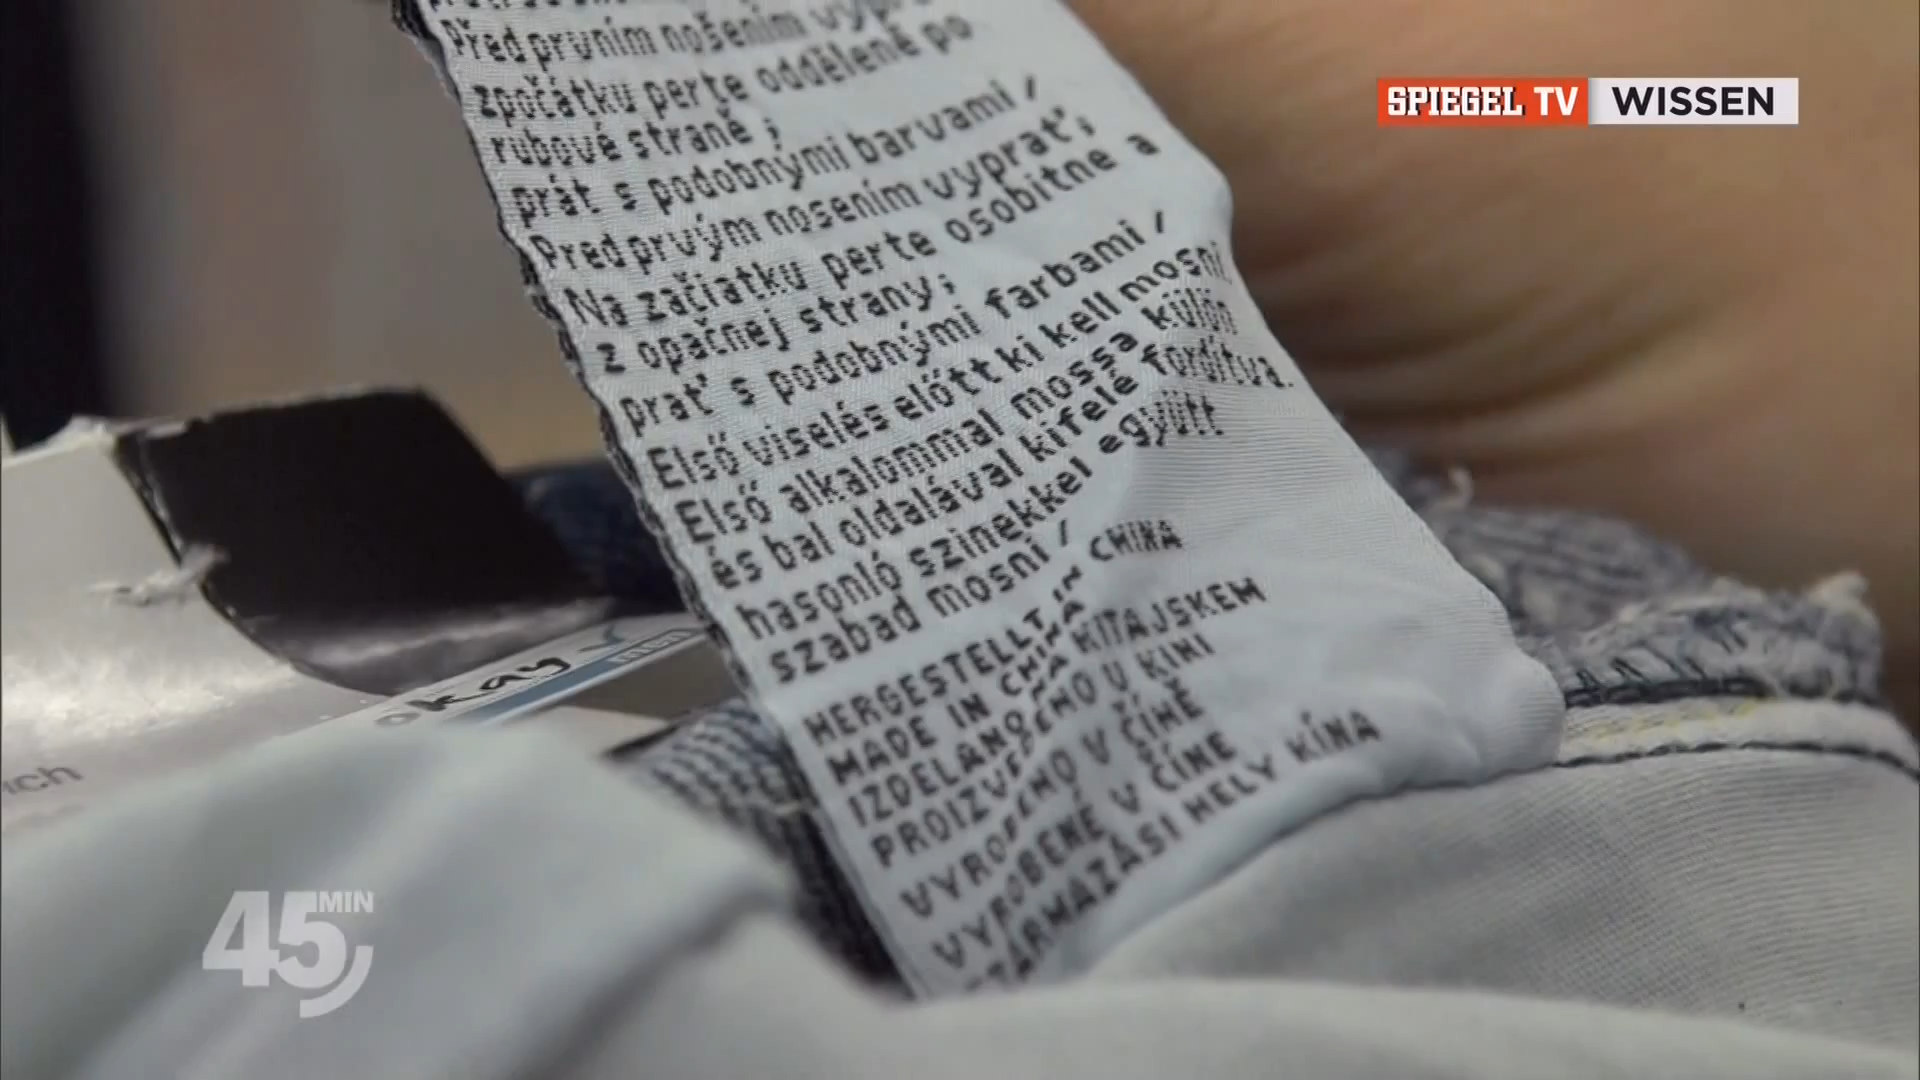 SPIEGEL TV WISSEN
Před prvním nošením
zpočátku perte odděleně po
rubové straně ;
prát s podobnými barvami /
Pred prvým nosením vyprať ;
Na začiatku perte osobitne a
z opačnej strany ;
prať s podobnými farbami /
Első viselés előtt ki kell mosni
Első alkalommal mossa külön
és bal oldalával kifelé fordítva.
hasonló szinekkel együtt
szabad mosni /
HERGESTELLT IN CHINA
MADE IN CHINA
IZDELANO NA KITAJSKEM
PROIZVEDENO U KINI
VYROBENO V ČÍNĚ
VYROBENÉ V ČÍNE
SZÁRMAZÁSI HELY KÍNA
okay
45 MIN